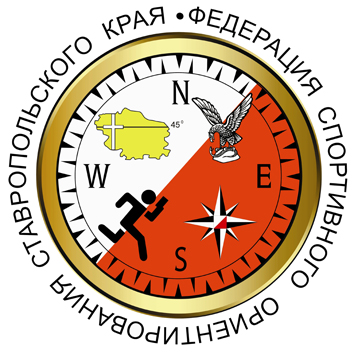 ФЕДЕРАЦИЯ СПОРТИВНОГО ОРИЕНТИРОВАНИЯ СТАВРОПОЛЬСКОГО КРАЯ •
N
45°
W
E
S